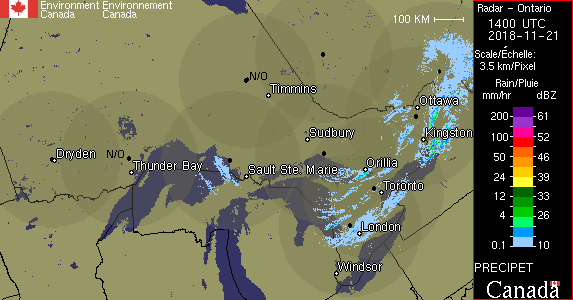 Environment Environnement
Canada Canada
100 KM
N/O
Timmins
Ottawa
Kingston
Sudbury
Dryden
N/O
Thunder Bay
Sault Ste. Marie
Orillia
Toronto
London
Windsor
Radar - Ontario
1400 UTC
2018-11-21
Scale/Échelle:
3.5 km/Pixel
Rain/Pluie
mm/hr dBZ
200 61
100 52
50 46
24 39
12 33
4 26
1 16
0.1 10
PRECIPET
Canada